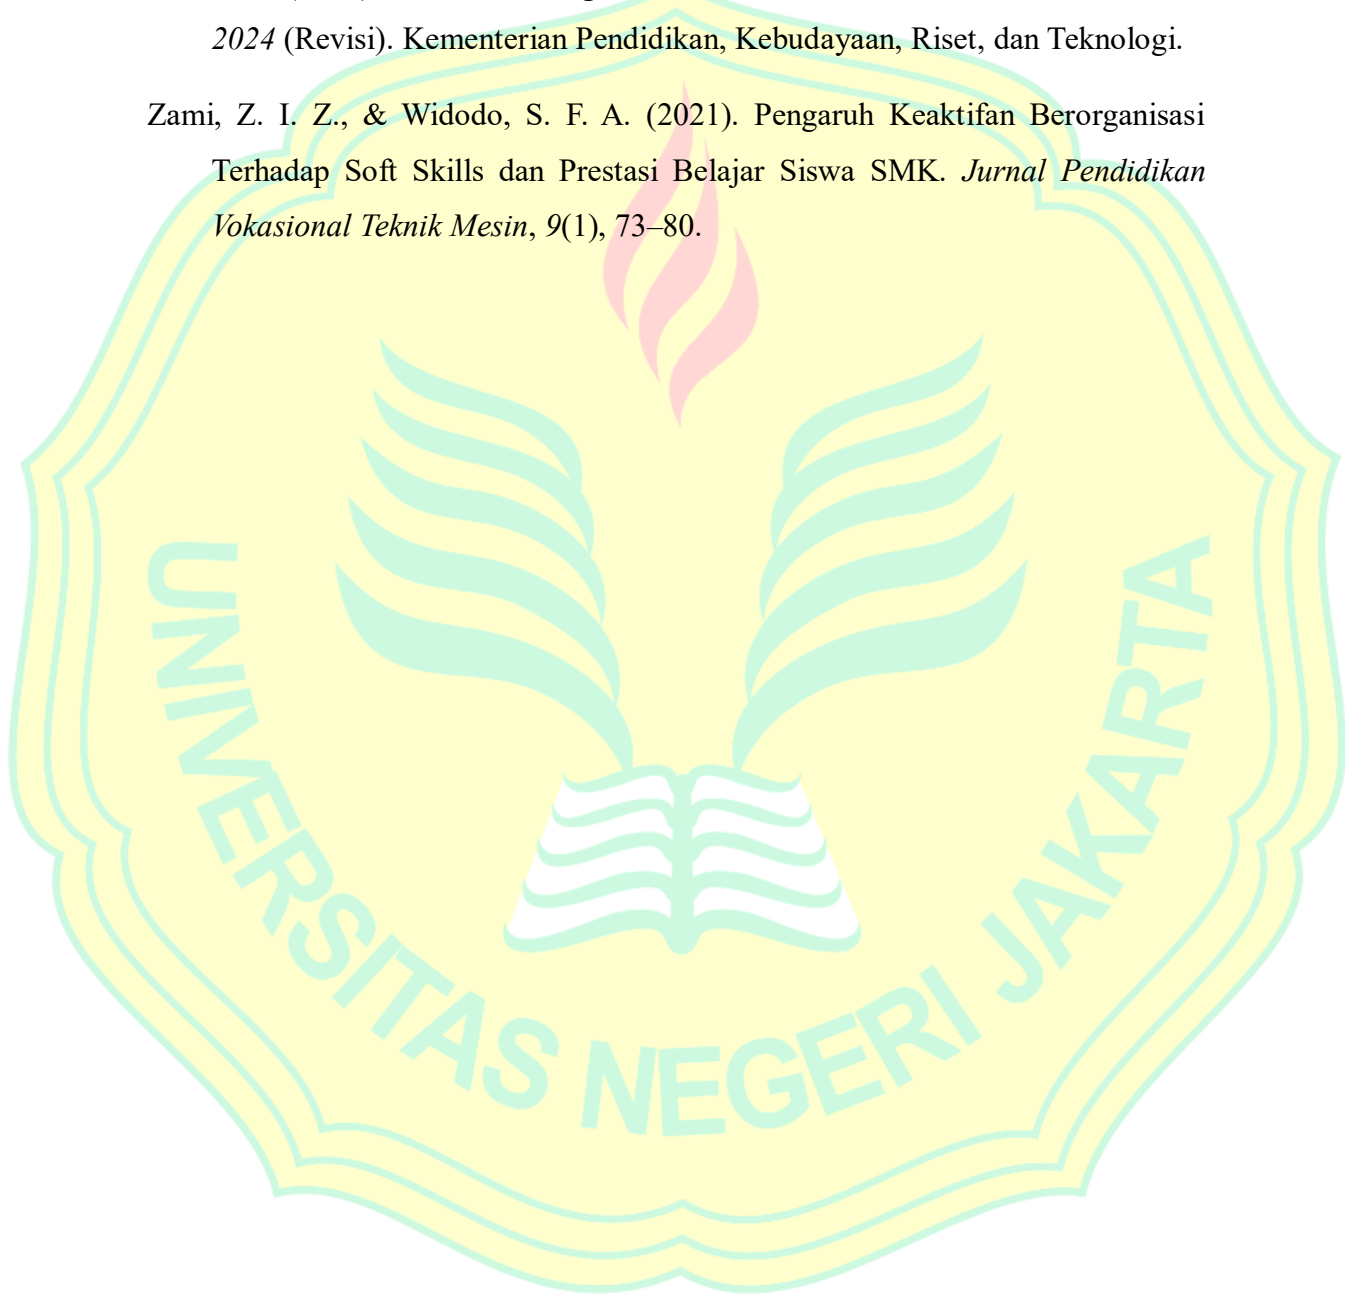 2024 (Revisi). Kementerian Pendidikan, Kebudayaan, Riset, dan Teknologi.
Zami, Z. I. Z., & Widodo, S. F. A. (2021). Pengaruh Keaktifan Berorganisasi
Terhadap Soft Skills dan Prestasi Belajar Siswa SMK. Jurnal Pendidikan
Vokasional Teknik Mesin, 9(1), 73–80.
UNIVERSITAS NEGERI JAKARTA